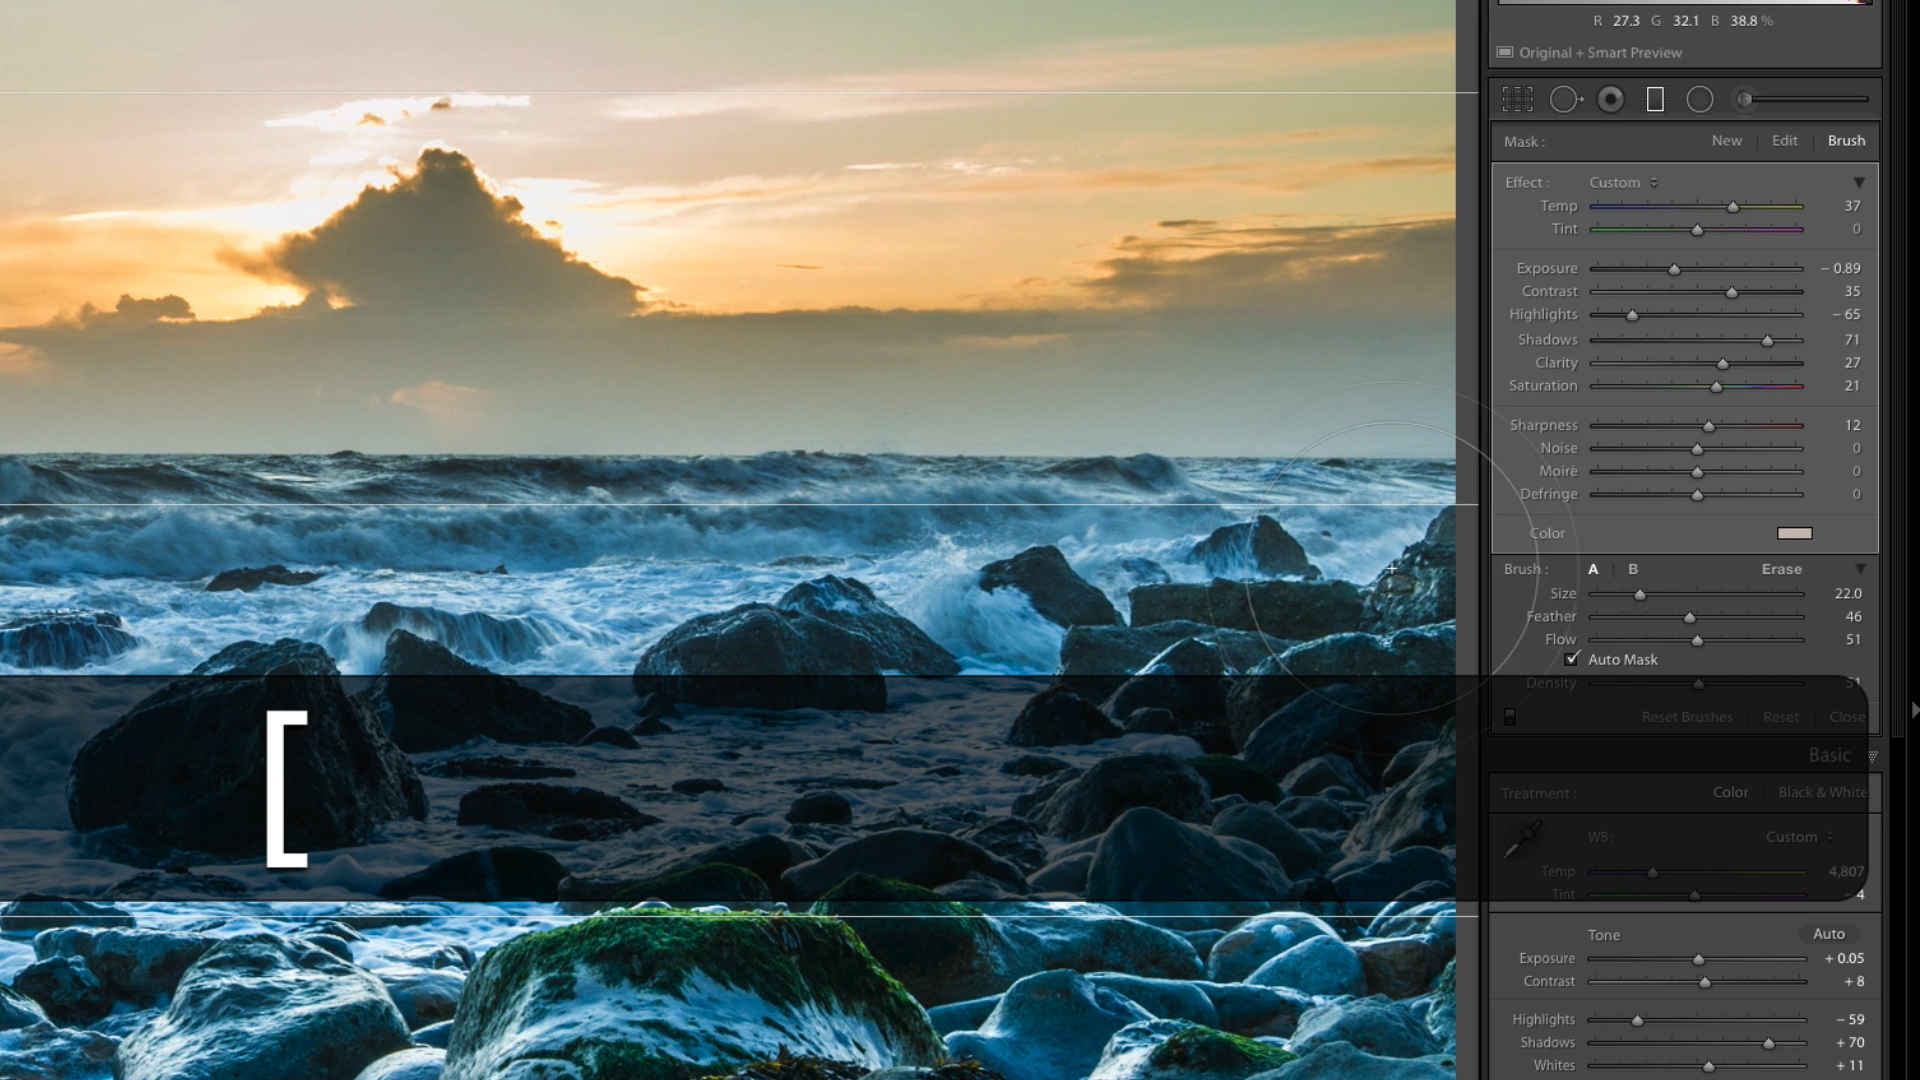 R 27.3 G 32.1 B 38.8 %
Original + Smart Preview
Mask : New | Edit | Brush
Effect : Custom
Temp 37
Tint 0
Exposure – 0.89
Contrast 35
Highlights – 65
Shadows 71
Clarity 27
Saturation 21
Sharpness 12
Noise 0
Moiré 0
Defringe 0
Color
Brush : A | B Erase
Size 22.0
Feather 46
Flow 51
Auto Mask
Density 51
Reset Brushes Reset Close
[
Basic
Treatment : Color | Black & White
WB : Custom
Temp 4,807
Tint – 4
Tone Auto
Exposure + 0.05
Contrast + 8
Highlights – 59
Shadows + 70
Whites + 11